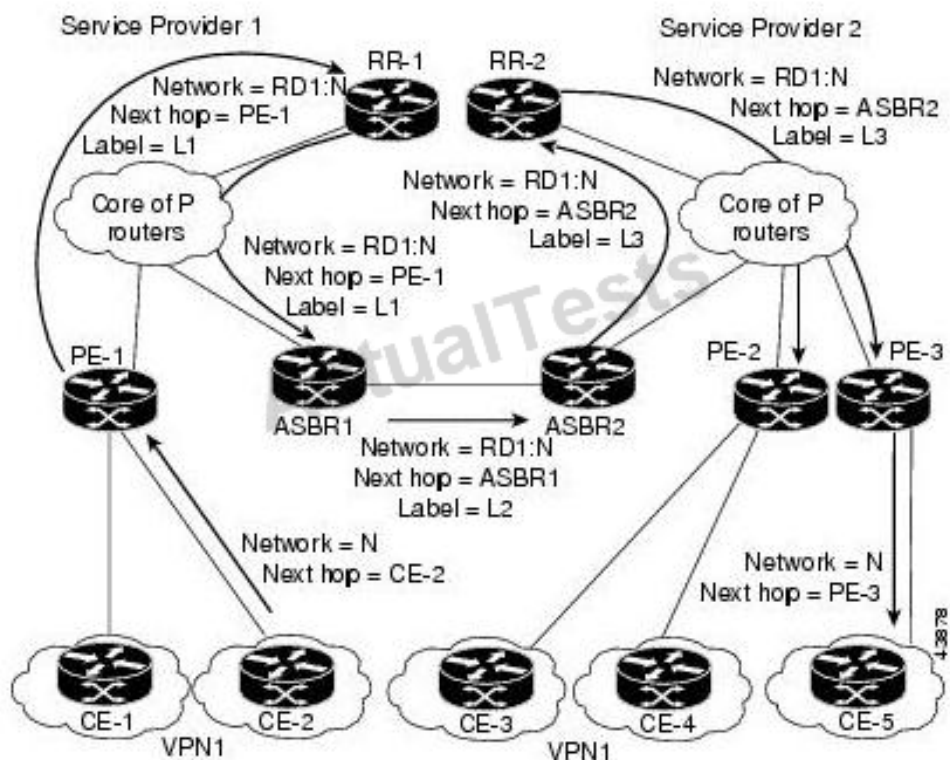 Service Provider 1
Service Provider 2
RR-1
RR-2
Network = RD1:N
Next hop = PE-1
Label = L1
Network = RD1:N
Next hop = ASBR2
Label = L3
Core of P
routers
Network = RD1:N
Next hop = ASBR2
Label = L3
Core of P
routers
Network = RD1:N
Next hop = PE-1
Label = L1
ActualTests
PE-1
ASBR1
ASBR2
PE-2
PE-3
Network = RD1:N
Next hop = ASBR1
Label = L2
Network = N
Next hop = CE-2
Network = N
Next hop = PE-3
43878
CE-1
CE-2
CE-3
CE-4
CE-5
VPN1
VPN1